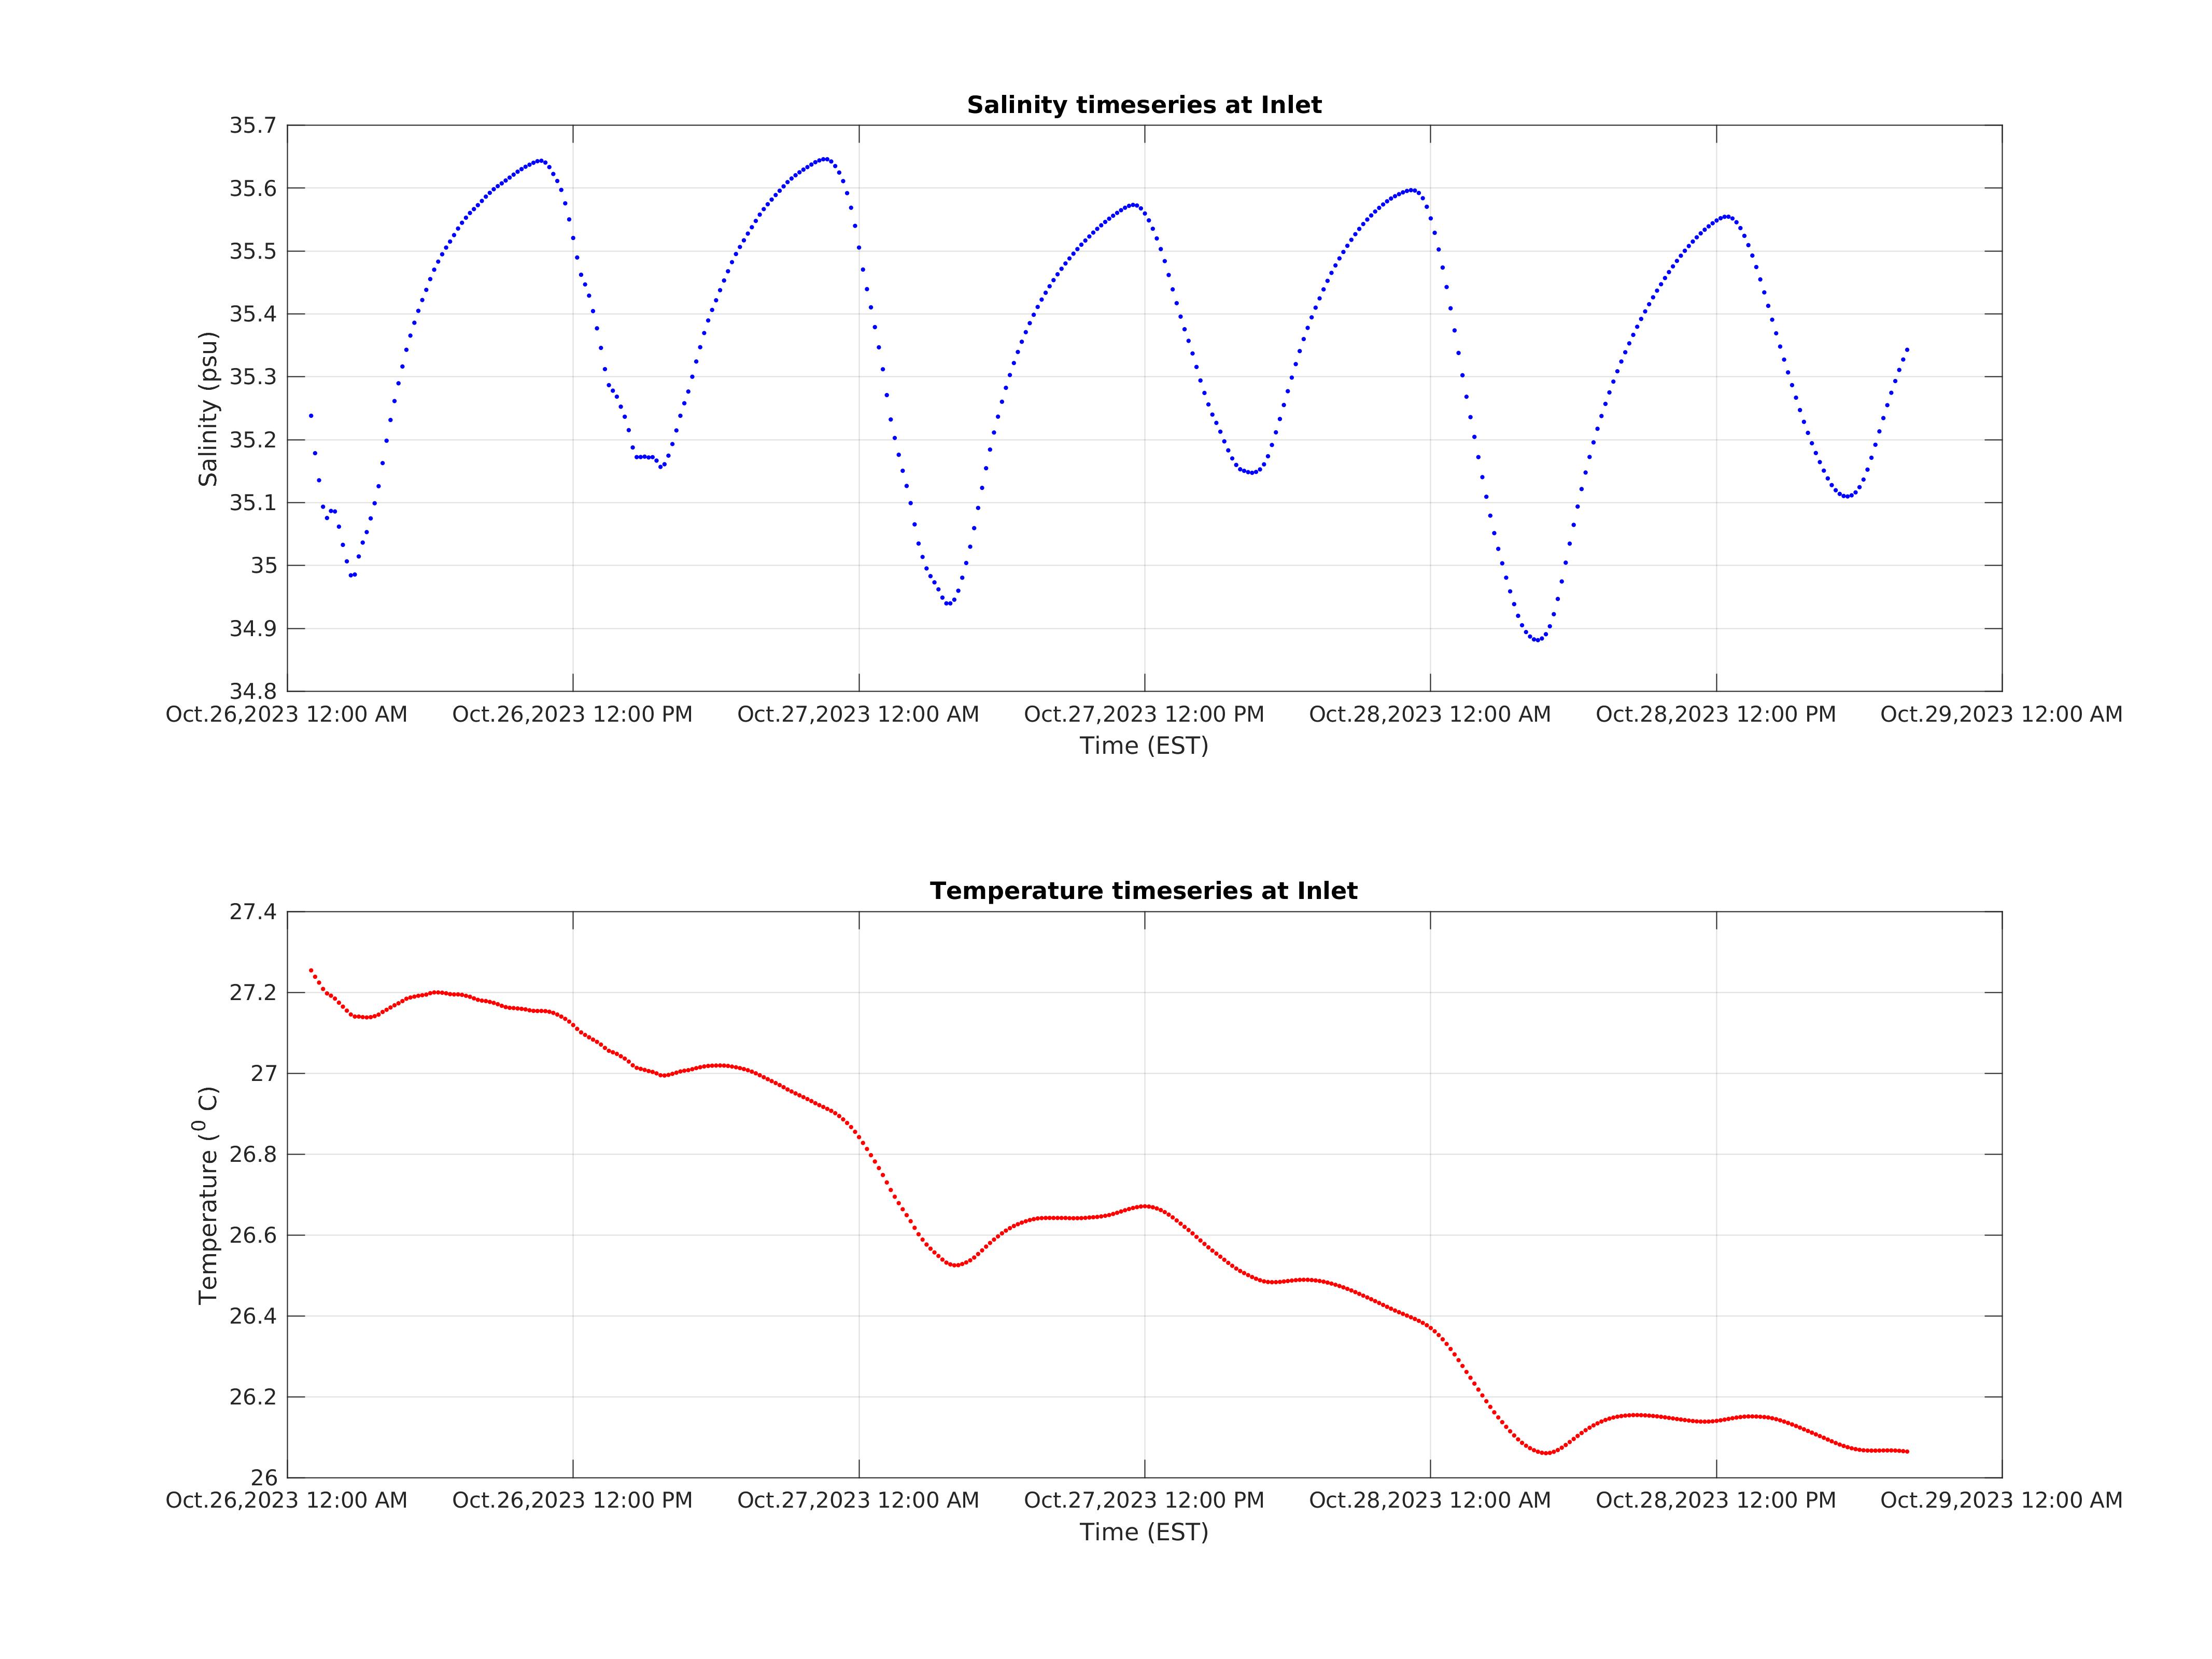 Salinity timeseries at Inlet
35.7
35.6
35.5
35.4
35.3
35.2
35.1
35
34.9
34.8
Salinity (psu)
Oct.26,2023 12:00 AM Oct.26,2023 12:00 PM Oct.27,2023 12:00 AM Oct.27,2023 12:00 PM Oct.28,2023 12:00 AM Oct.28,2023 12:00 PM Oct.29,2023 12:00 AM
Time (EST)
Temperature timeseries at Inlet
27.4
27.2
27
26.8
26.6
26.4
26.2
26
Temperature (⁰ C)
Oct.26,2023 12:00 AM Oct.26,2023 12:00 PM Oct.27,2023 12:00 AM Oct.27,2023 12:00 PM Oct.28,2023 12:00 AM Oct.28,2023 12:00 PM Oct.29,2023 12:00 AM
Time (EST)